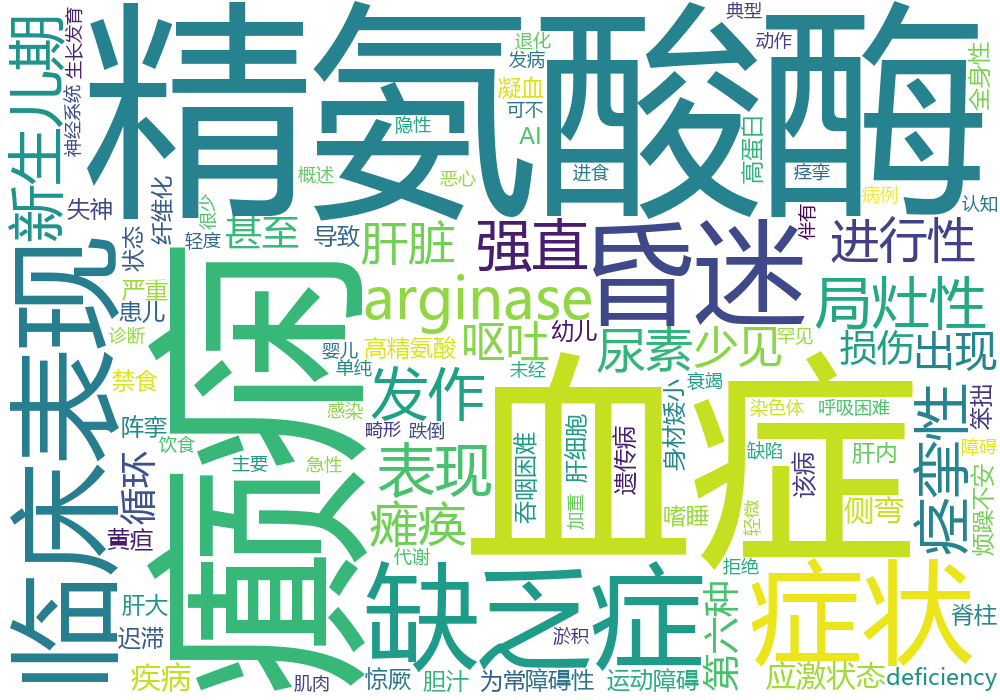 精氨酸酶
血症
癫痫
临床表现
昏迷
缺乏症
症状
新生儿期
局灶性
痉挛性
强直
arginase
进行性
肝脏
甚至
呕吐
尿素
少见
损伤
出现
发作
表现
瘫痪
循环
侧弯
第六种
疾病
应激状态
deficiency
神经系统
生长发育
失神
纤维化
状态
很少
轻度
概述
导致
隐性
恶心
退化
发病
凝血
可不
AI
进食
典型
动作
高蛋白
痉挛
伴有
病例
全身性
认知
严重
患儿
诊断
禁食
阵挛
饮食
黄疸
肝大
迟滞
主要
急性
感染
婴儿
单纯
高精氨酸
幼儿
畸形
跌倒
未经
吞咽困难
肝细胞
加重
遗传病
身材矮小
衰竭
罕见
染色体
呼吸困难
缺陷
该病
肝内
障碍
笨拙
烦躁不安
嗜睡
轻微
拒绝
代谢
淤积
肌肉
惊厥
胆汁
为常障碍性
运动障碍
脊柱